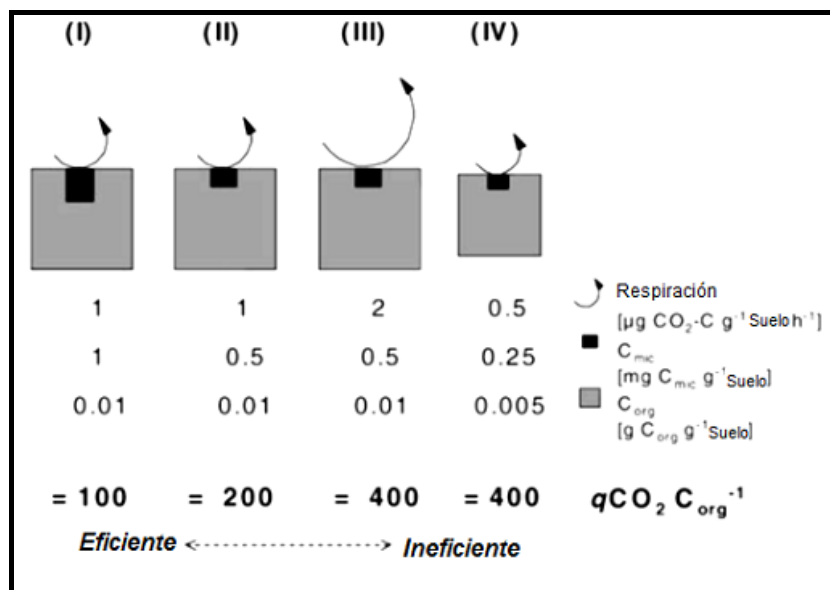 (I) (II) (III) (IV)
1 1 2 0.5
Respiración
[µg CO₂-C g⁻¹ Suelo h⁻¹]
1 0.5 0.5 0.25
Cmic
[mg Cmic g⁻¹ Suelo]
0.01 0.01 0.01 0.005
Corg
[g Corg g⁻¹ Suelo]
= 100 = 200 = 400 = 400 qCO₂ Corg⁻¹
Eficiente Ineficiente